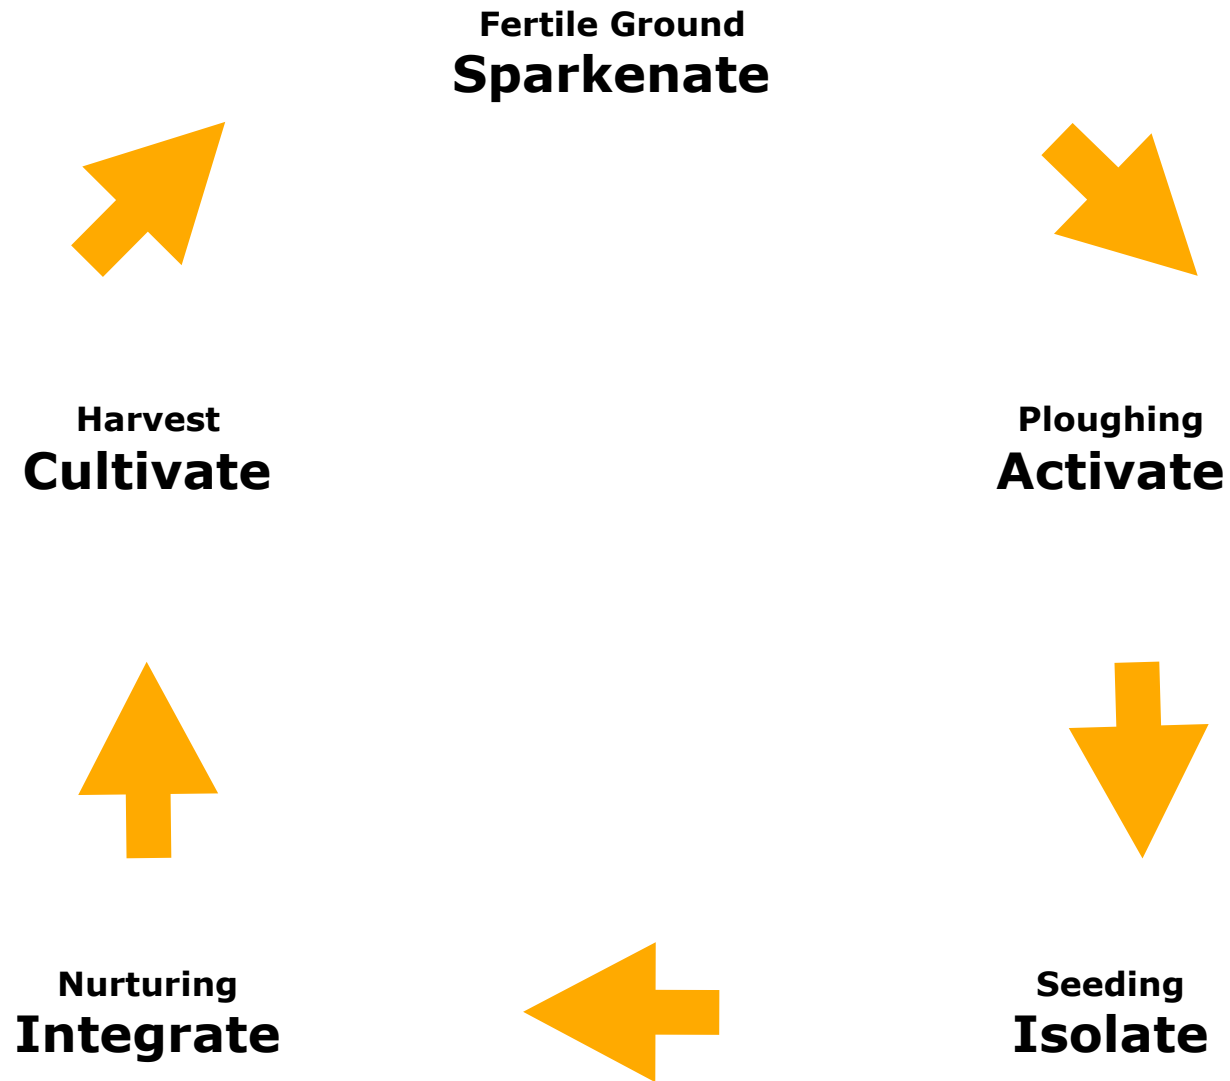 Fertile Ground
Sparkenate
Harvest
Cultivate
Ploughing
Activate
Nurturing
Integrate
Seeding
Isolate